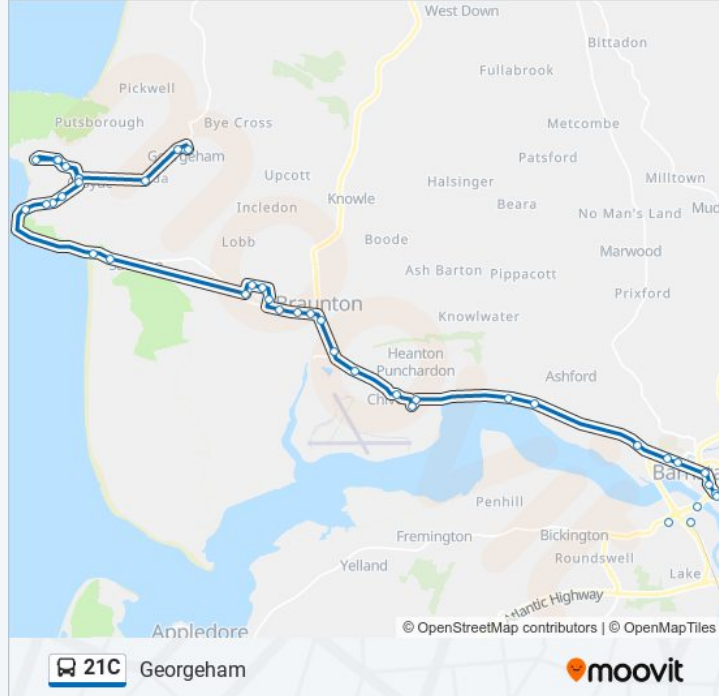 West Down
Bittadon
Fullabrook
Pickwell
Putsborough
Bye Cross
Metcombe
Georgeham
Patsford
Upcott
Halsinger
Milltown
Knowle
Beara
Incledon
No Man's Land
Lobb
Boode
Marwood
Ash Barton
Pippacott
Prixford
Braunton
Knowlwater
Heanton
Punchardon
Ashford
Penhill
Fremington
Bickington
Roundswell
Yelland
Lake
Atlantic Highway
Appledore
© OpenStreetMap contributors | © OpenMapTiles
21C Georgeham
moovit